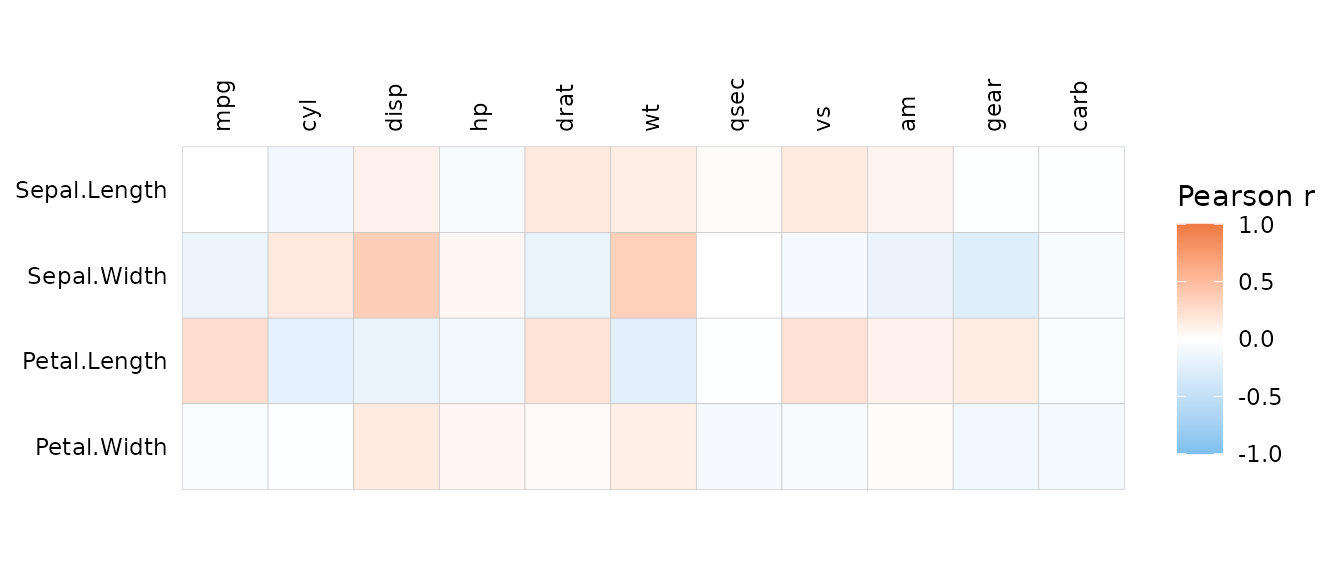 mpg
cyl
disp
hp
drat
wt
qsec
vs
am
gear
carb
Sepal.Length
Sepal.Width
Petal.Length
Petal.Width
Pearson r
1.0
0.5
0.0
-0.5
-1.0